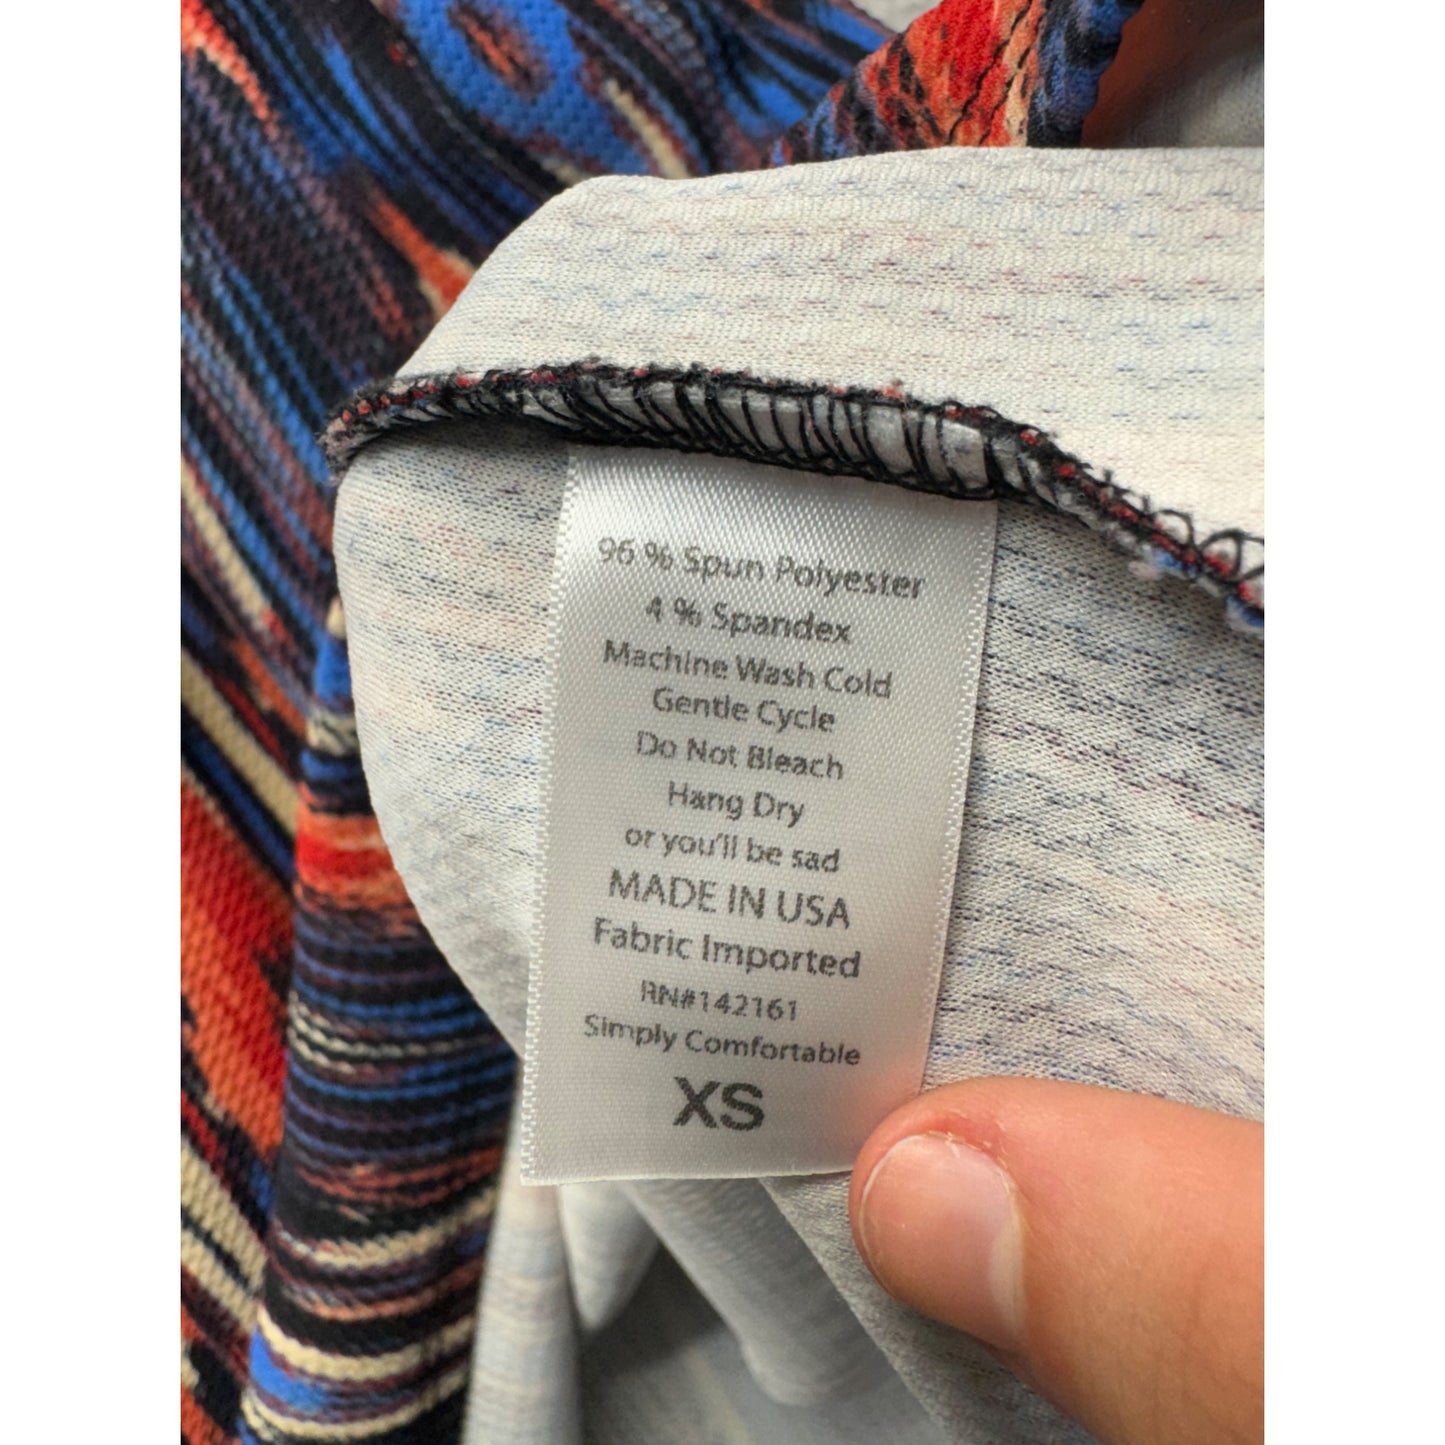 96 % Spun Polyester
4 % Spandex
Machine Wash Cold
Gentle Cycle
Do Not Bleach
Hang Dry
or you'll be sad
MADE IN USA
Fabric Imported
RN#142161
Simply Comfortable
XS